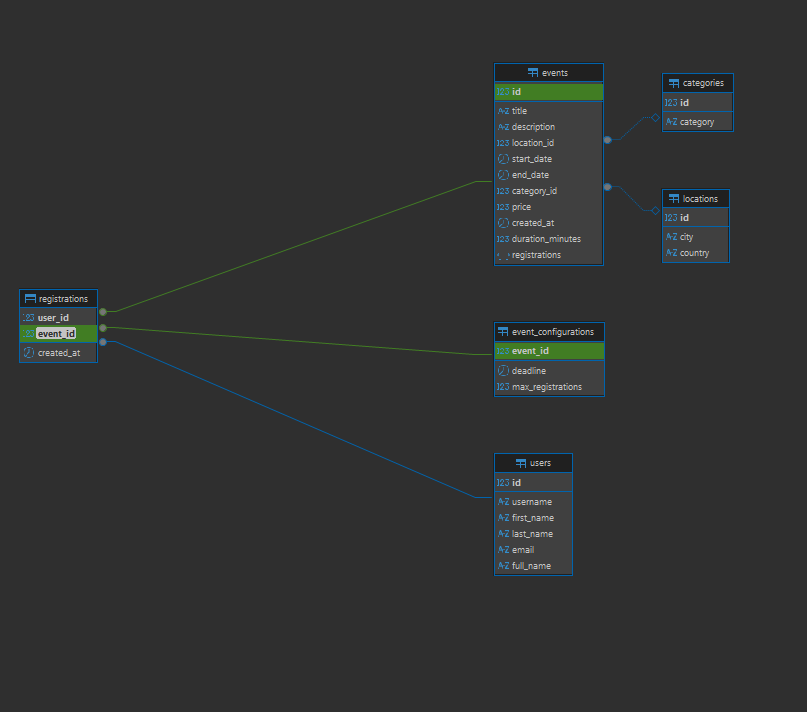 events
123 id
A-Z title
A-Z description
123 location_id
start_date
end_date
123 category_id
123 price
created_at
123 duration_minutes
registrations
categories
123 id
A-Z category
locations
123 id
A-Z city
A-Z country
registrations
123 user_id
123 event_id
created_at
event_configurations
123 event_id
deadline
123 max_registrations
users
123 id
A-Z username
A-Z first_name
A-Z last_name
A-Z email
A-Z full_name